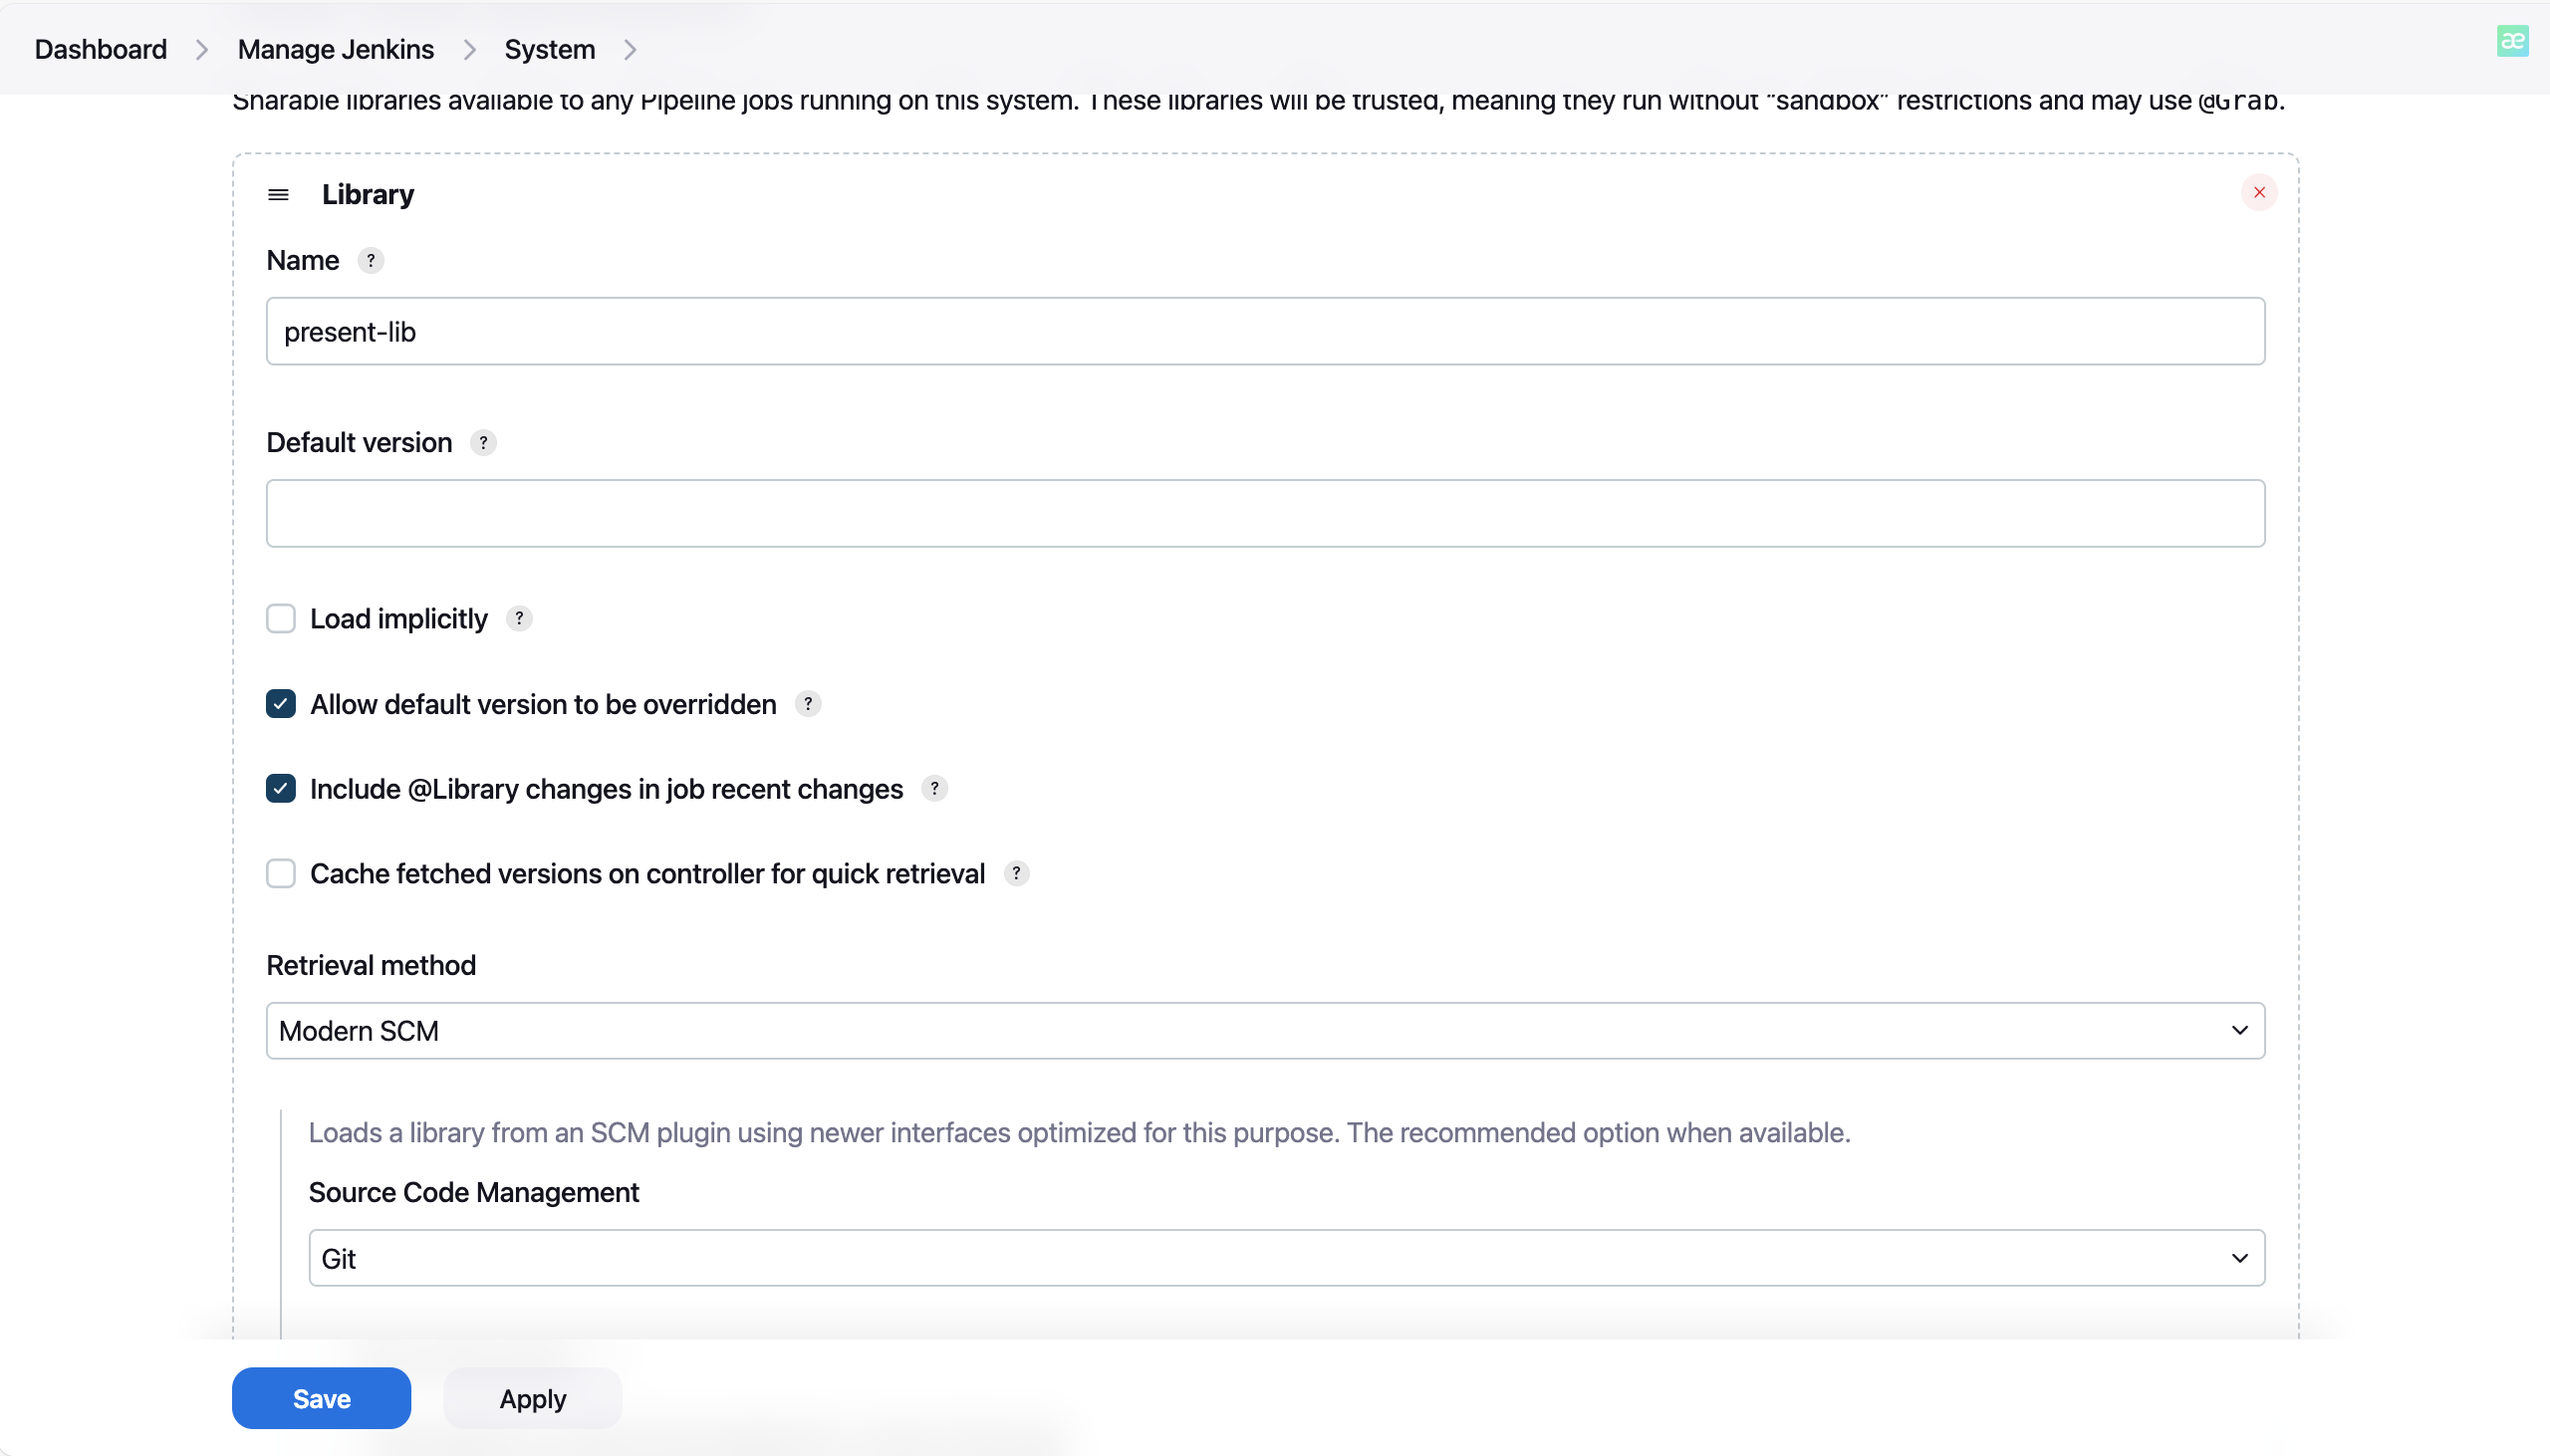 Dashboard > Manage Jenkins > System >
æ
Sharable libraries available to any Pipeline jobs running on this system. These libraries will be trusted, meaning they run without “sandbox” restrictions and may use @Grab.
Library
Name ?
present-lib
Default version ?
Load implicitly ?
Allow default version to be overridden ?
Include @Library changes in job recent changes ?
Cache fetched versions on controller for quick retrieval ?
Retrieval method
Modern SCM
Loads a library from an SCM plugin using newer interfaces optimized for this purpose. The recommended option when available.
Source Code Management
Git
Save Apply